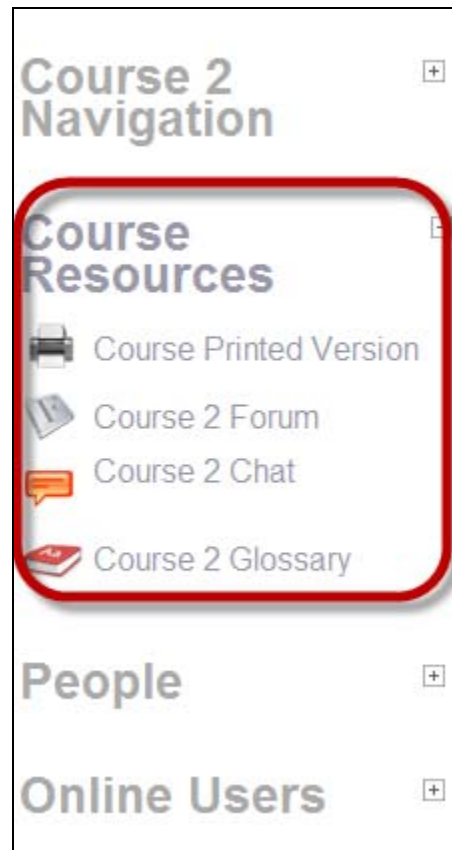 Course 2
Navigation
Course
Resources
Course Printed Version
Course 2 Forum
Course 2 Chat
Aa
Course 2 Glossary
People
Online Users